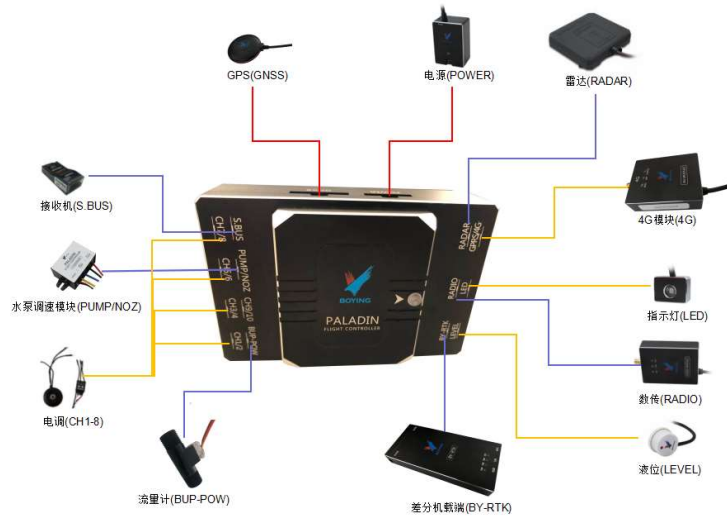 GPS(GNSS)
电源(POWER)
雷达(RADAR)
接收机(S.BUS)
4G模块(4G)
水泵调速模块(PUMP/NOZ)
指示灯(LED)
电调(CH1-8)
数传(RADIO)
流量计(BUP-POW)
差分机载端(BY-RTK)
液位(LEVEL)
S.BUS
CH7/8
PUMP/NOZ
CH5/6
CH9/10
CH3/4
BUP-POW
CH1/2
RADAR
GPRS/4G
RADIO
LED
BY-RTK
LEVEL
BOYING
PALADIN
FLIGHT CONTROLLER